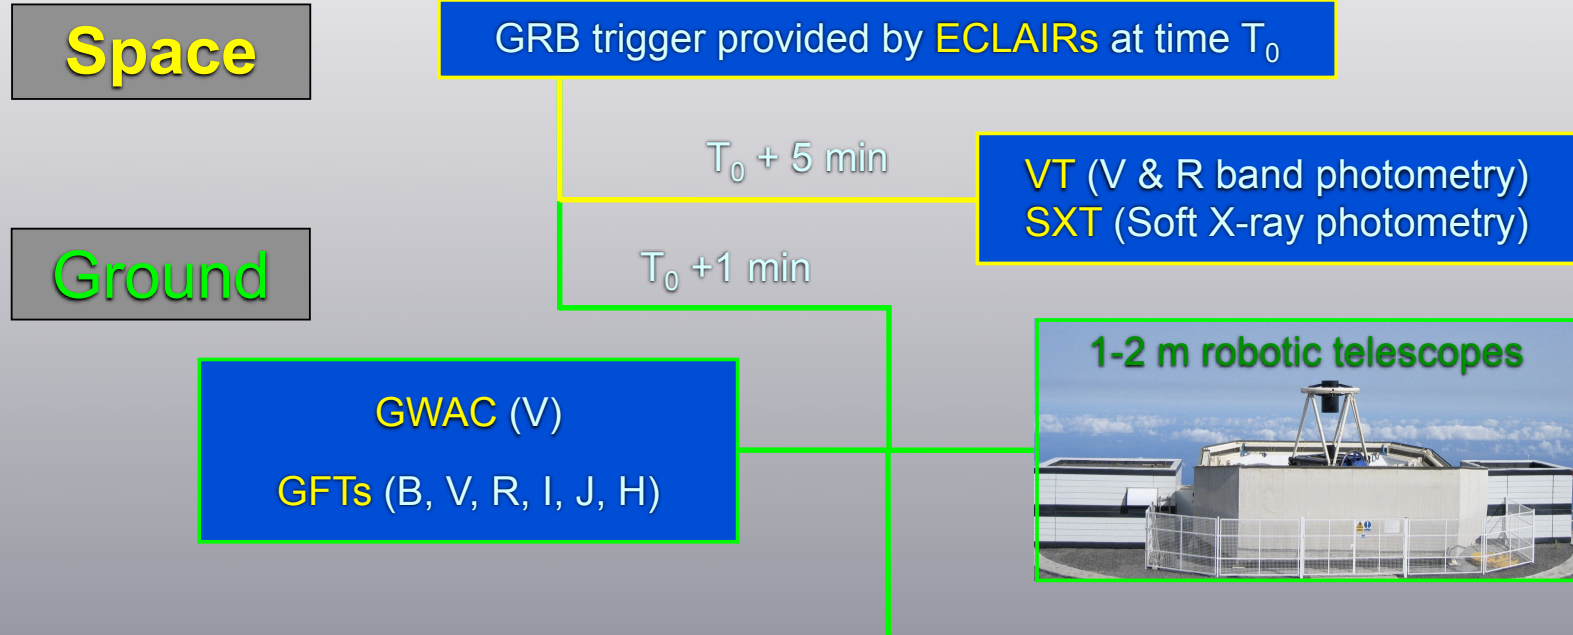 Space
GRB trigger provided by ECLAIRs at time T₀
T₀ + 5 min
VT (V & R band photometry)
SXT (Soft X-ray photometry)
Ground
T₀ +1 min
1-2 m robotic telescopes
GWAC (V)
GFTs (B, V, R, I, J, H)